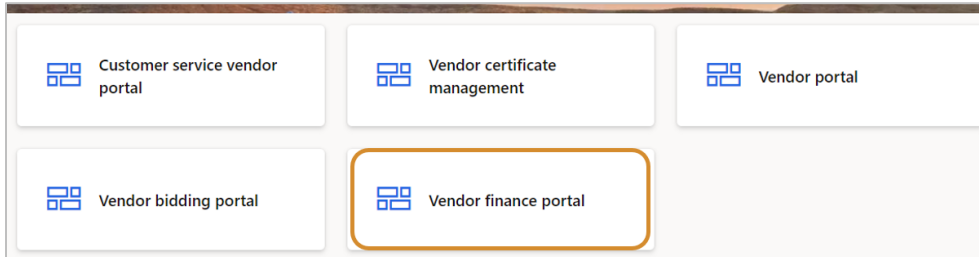 Customer service vendor
portal
Vendor certificate
management
Vendor portal
Vendor bidding portal
Vendor finance portal